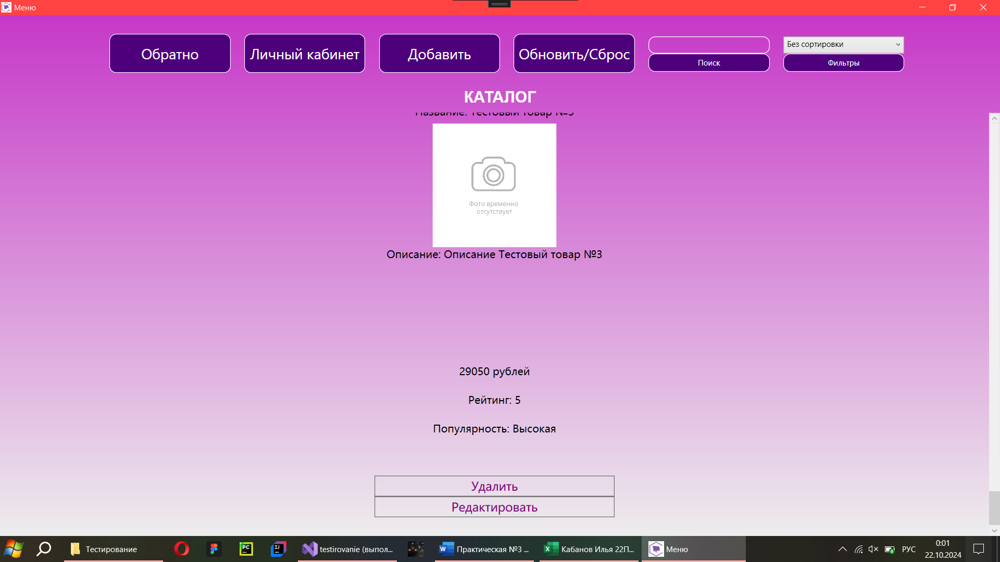 Меню
Обратно
Личный кабинет
Добавить
Обновить/Сброс
Поиск
Без сортировки
Фильтры
КАТАЛОГ
Название: Тестовый товар №3
Фото временно
отсутствует
Описание: Описание Тестовый товар №3
29050 рублей
Рейтинг: 5
Популярность: Высокая
Удалить
Редактировать
Тестирование
PC
IJ
testirovanie (выпол...
Практическая №3 ...
Кабанов Илья 22П...
Меню
РУС
0:01
22.10.2024